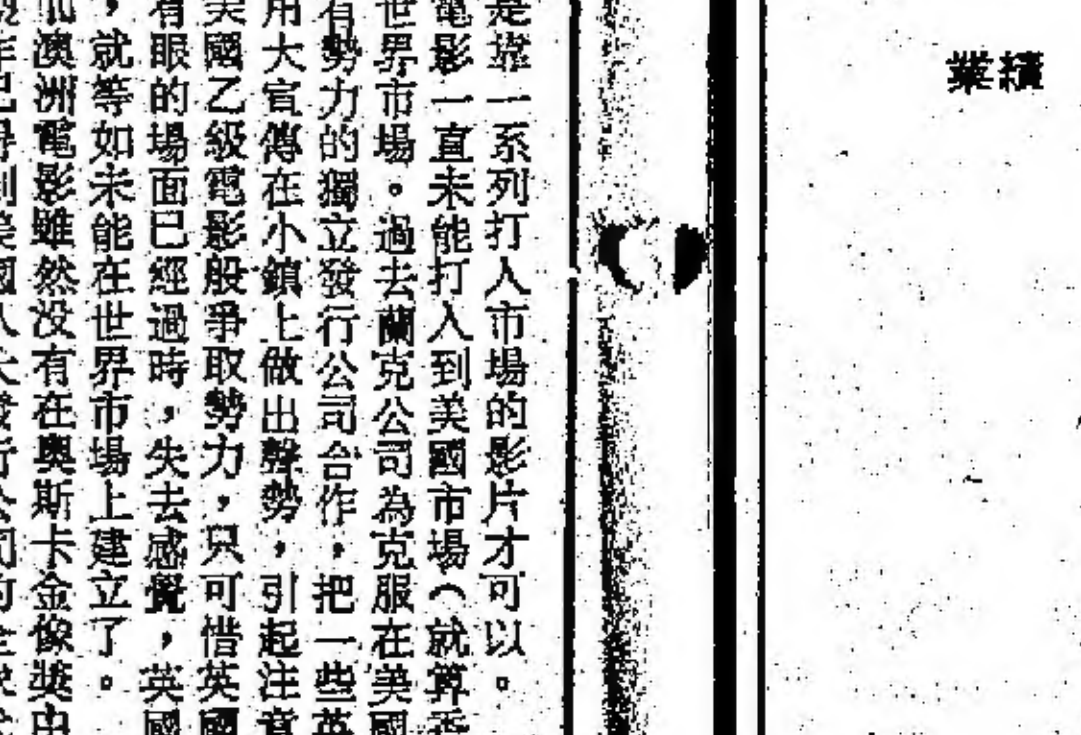 業績
是靠一系列打入市場的影片才可以。
電影一直未能打入到美國市場（就算
世界市場。過去蘭克公司為克服在美國
有勢力的獨立發行公司合作，把一些英
用大官傳在小鎮上做出聲勢，引起注意
美國乙級電影般爭取勢力，只可惜英國
有眼的場面已經過時，失去感覺，英國
，就等如未能在世界市場上建立了。
而澳洲電影雖然没有在奧斯卡金像獎中